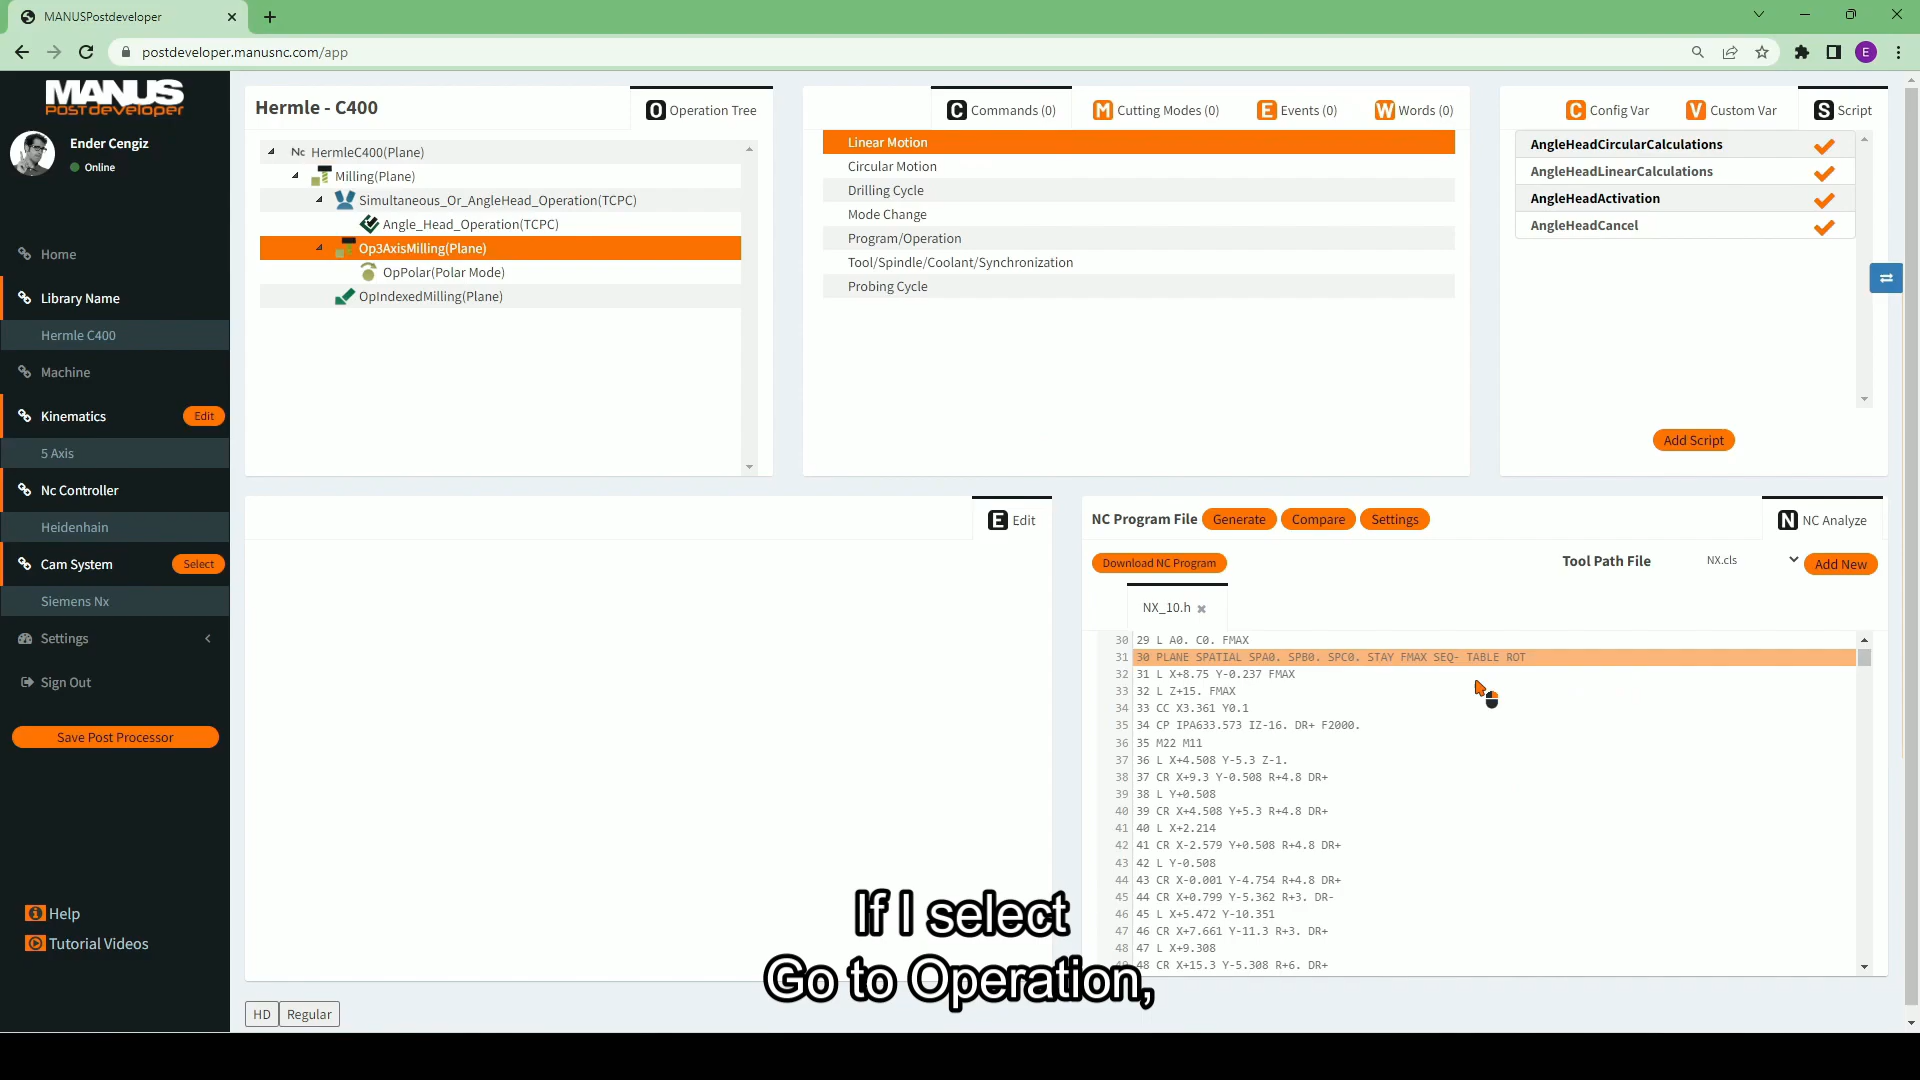 MANUSPostdeveloper
postdeveloper.manusnc.com/app
E
MANUS
POSTdeveloper
Ender Cengiz
Online
Home
Library Name
Hermle C400
Machine
Kinematics
Edit
5 Axis
Nc Controller
Heidenhain
Cam System
Select
Siemens Nx
Settings
Sign Out
Save Post Processor
Help
Tutorial Videos
Hermle - C400
O Operation Tree
Nc HermleC400(Plane)
Milling(Plane)
Simultaneous_Or_AngleHead_Operation(TCPC)
Angle_Head_Operation(TCPC)
Op3AxisMilling(Plane)
OpPolar(Polar Mode)
OpIndexedMilling(Plane)
C Commands (0)
M Cutting Modes (0)
E Events (0)
W Words (0)
Linear Motion
Circular Motion
Drilling Cycle
Mode Change
Program/Operation
Tool/Spindle/Coolant/Synchronization
Probing Cycle
C Config Var
V Custom Var
S Script
AngleHeadCircularCalculations
AngleHeadLinearCalculations
AngleHeadActivation
AngleHeadCancel
Add Script
E Edit
NC Program File
Generate
Compare
Settings
N NC Analyze
Download NC Program
Tool Path File
NX.cls
Add New
NX_10.h
30 29 L A0. C0. FMAX
31 30 PLANE SPATIAL SPA0. SPB0. SPC0. STAY FMAX SEQ- TABLE ROT
32 31 L X+8.75 Y-0.237 FMAX
33 32 L Z+15. FMAX
34 33 CC X3.361 Y0.1
35 34 CP IPA633.573 IZ-16. DR+ F2000.
36 35 M22 M11
37 36 L X+4.508 Y-5.3 Z-1.
38 37 CR X+9.3 Y-0.508 R+4.8 DR+
39 38 L Y+0.508
40 39 CR X+4.508 Y+5.3 R+4.8 DR+
41 40 L X+2.214
42 41 CR X-2.579 Y+0.508 R+4.8 DR+
43 42 L Y-0.508
44 43 CR X-0.001 Y-4.754 R+4.8 DR+
45 44 CR X+0.799 Y-5.362 R+3. DR-
46 45 L X+5.472 Y-10.351
47 46 CR X+7.661 Y-11.3 R+3. DR+
48 47 L X+9.308
49 48 CR X+15.3 Y-5.308 R+6. DR+
HD
Regular
If I select
Go to Operation,